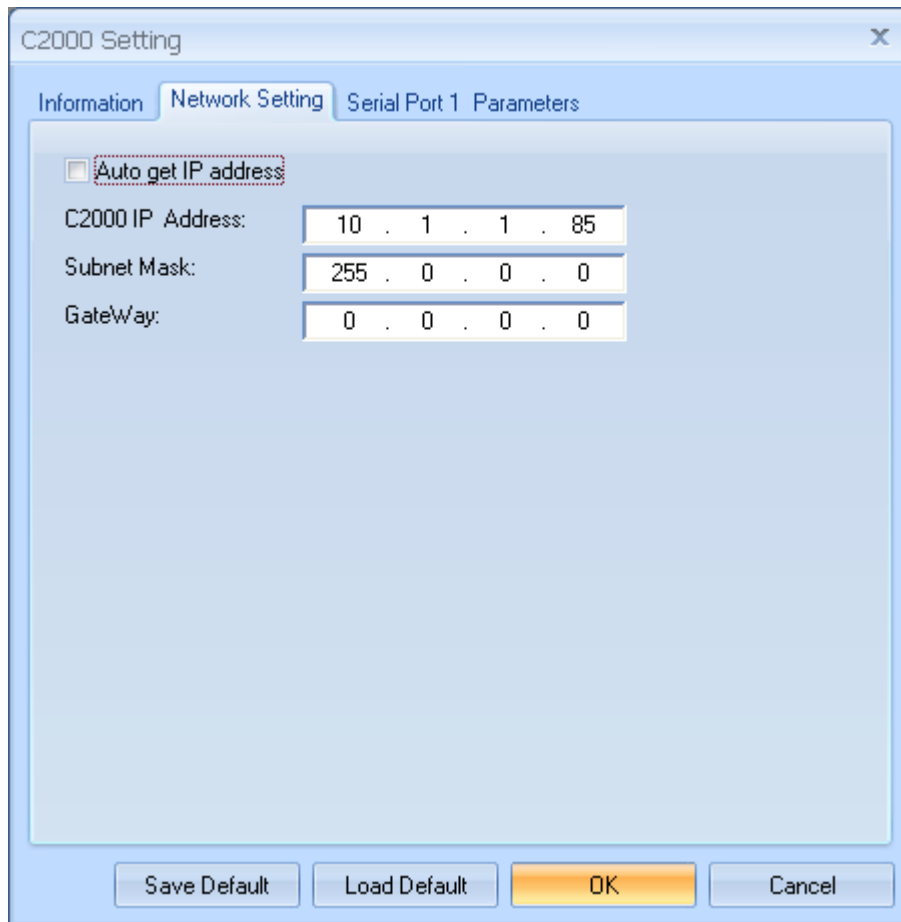 C2000 Setting x
Information Network Setting Serial Port 1 Parameters
Auto get IP address
C2000 IP Address: 10 . 1 . 1 . 85
Subnet Mask: 255 . 0 . 0 . 0
GateWay: 0 . 0 . 0 . 0
Save Default Load Default OK Cancel